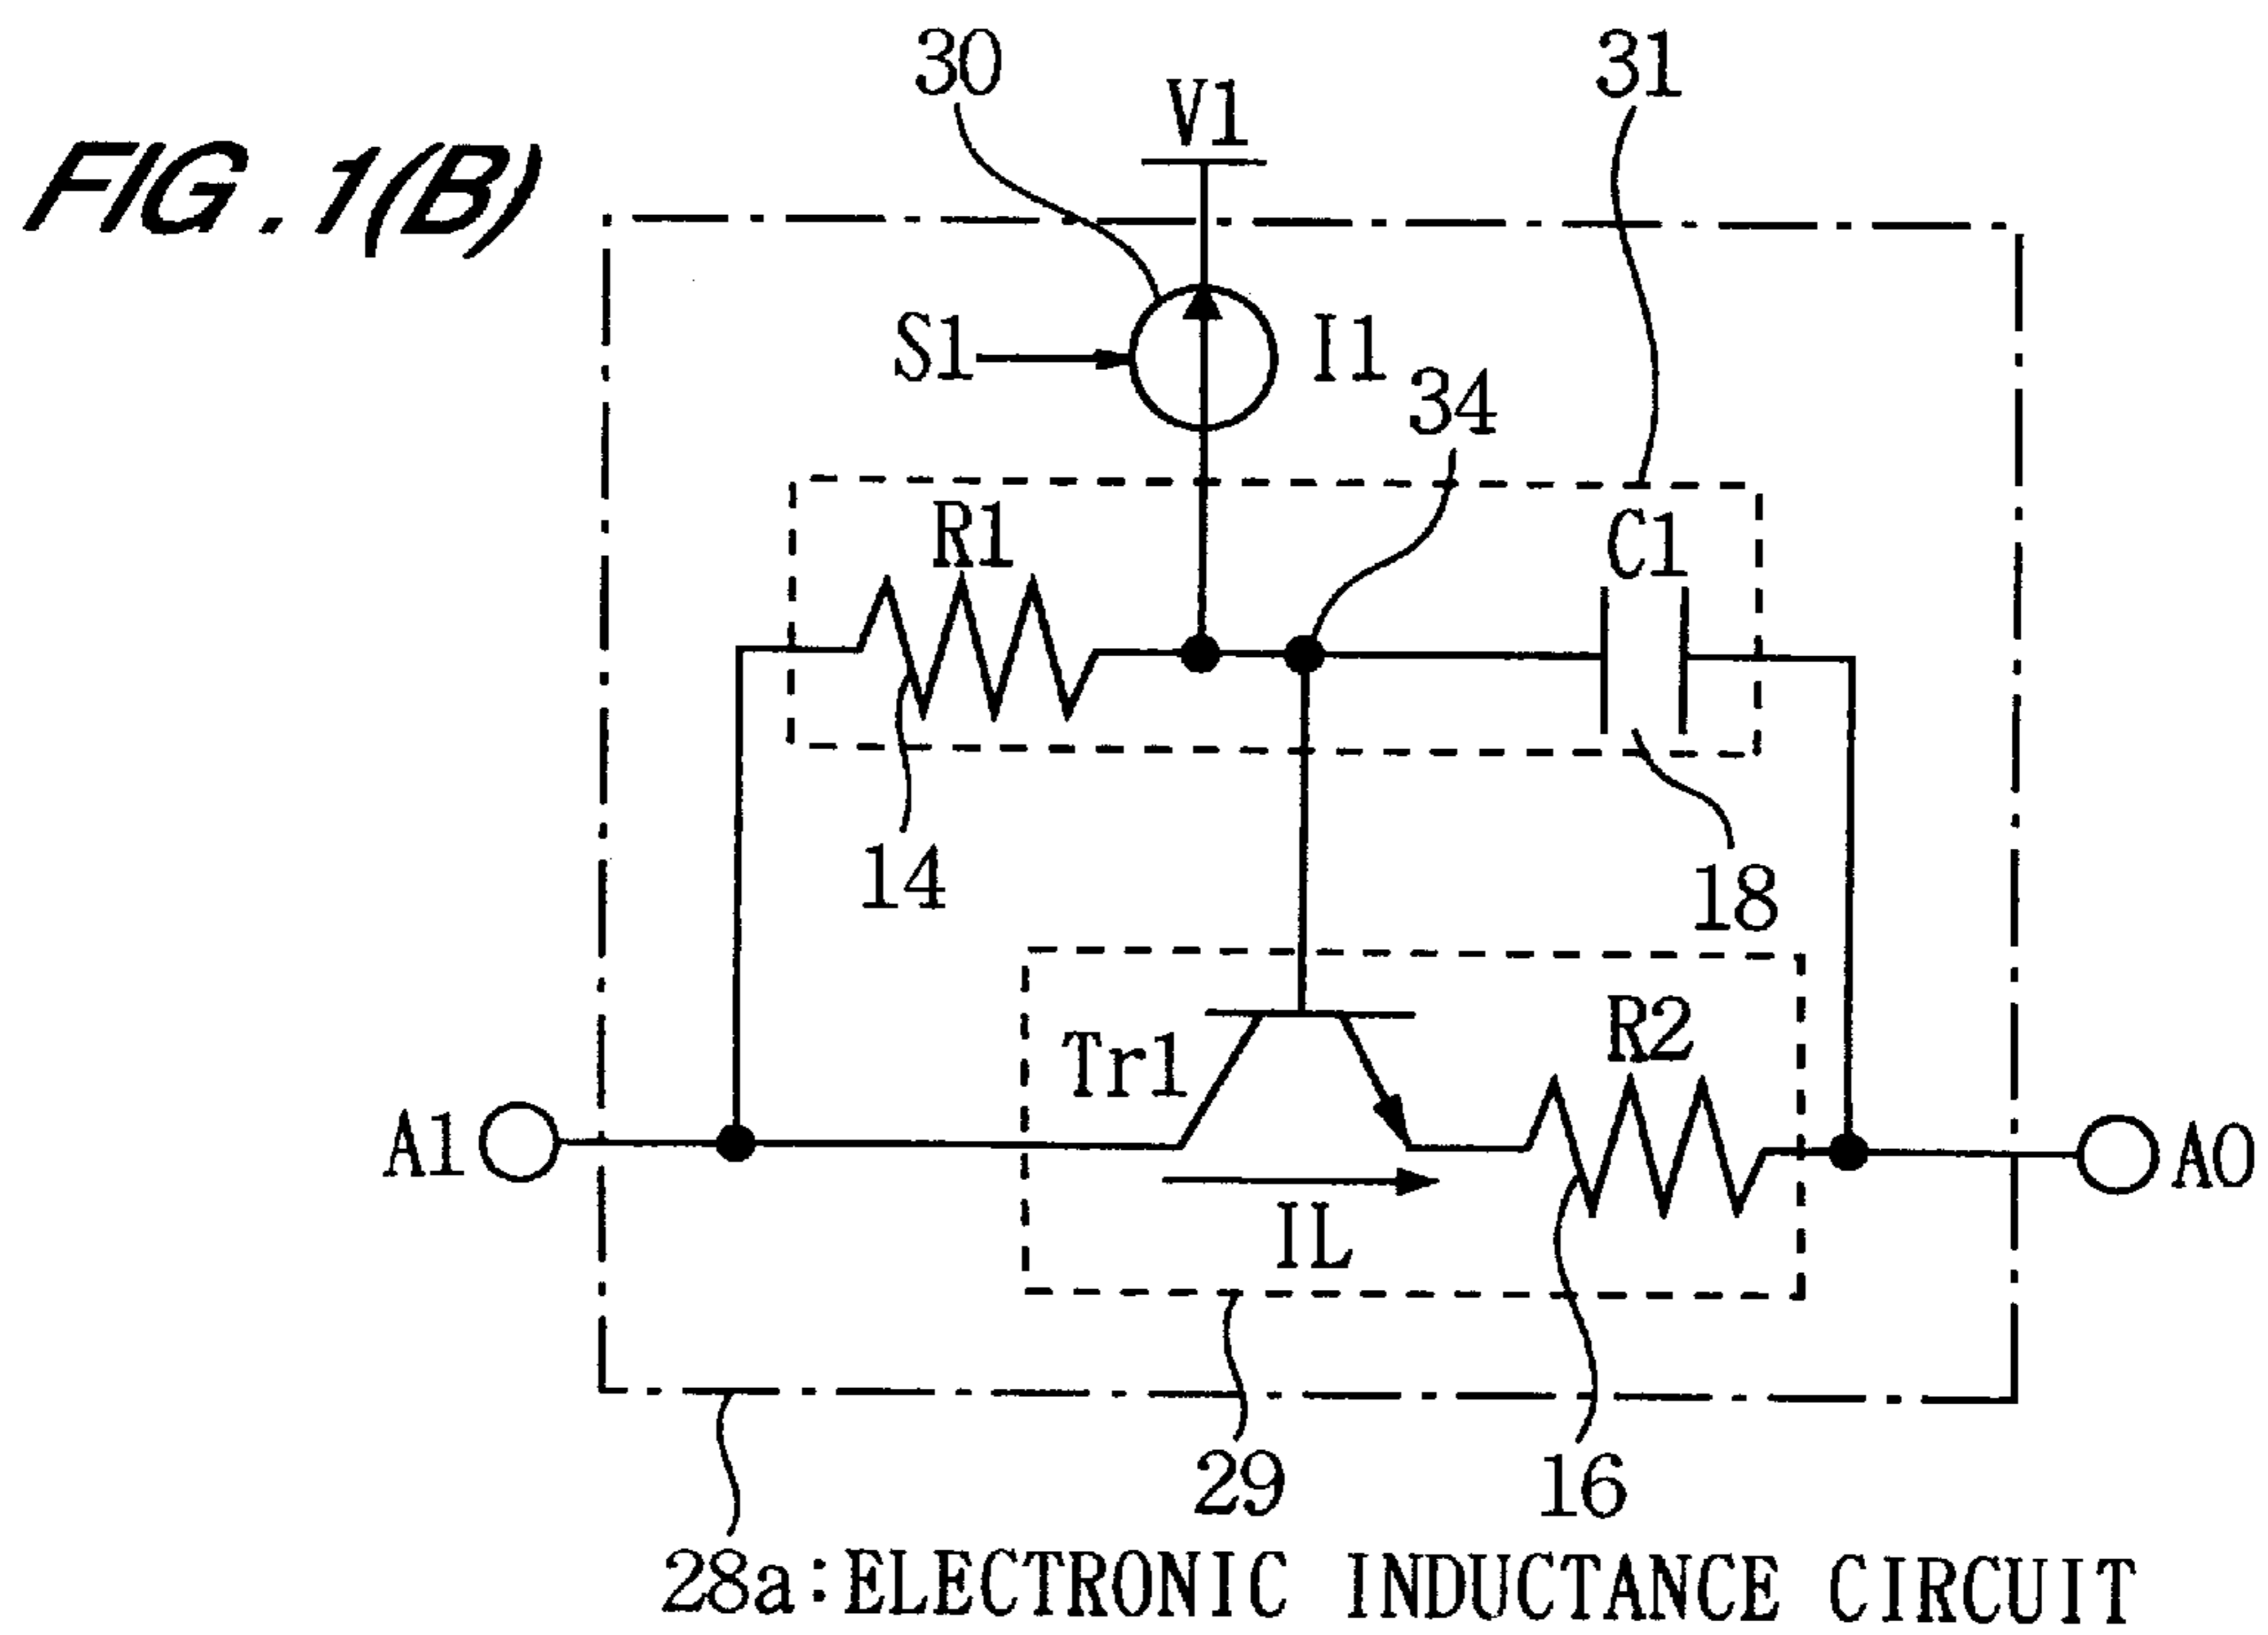 FIG.1(B)
30
V1
31
S1
I1
34
R1
C1
14
18
Tr1
R2
A1
A0
IL
29
16
28a:ELECTRONIC INDUCTANCE CIRCUIT